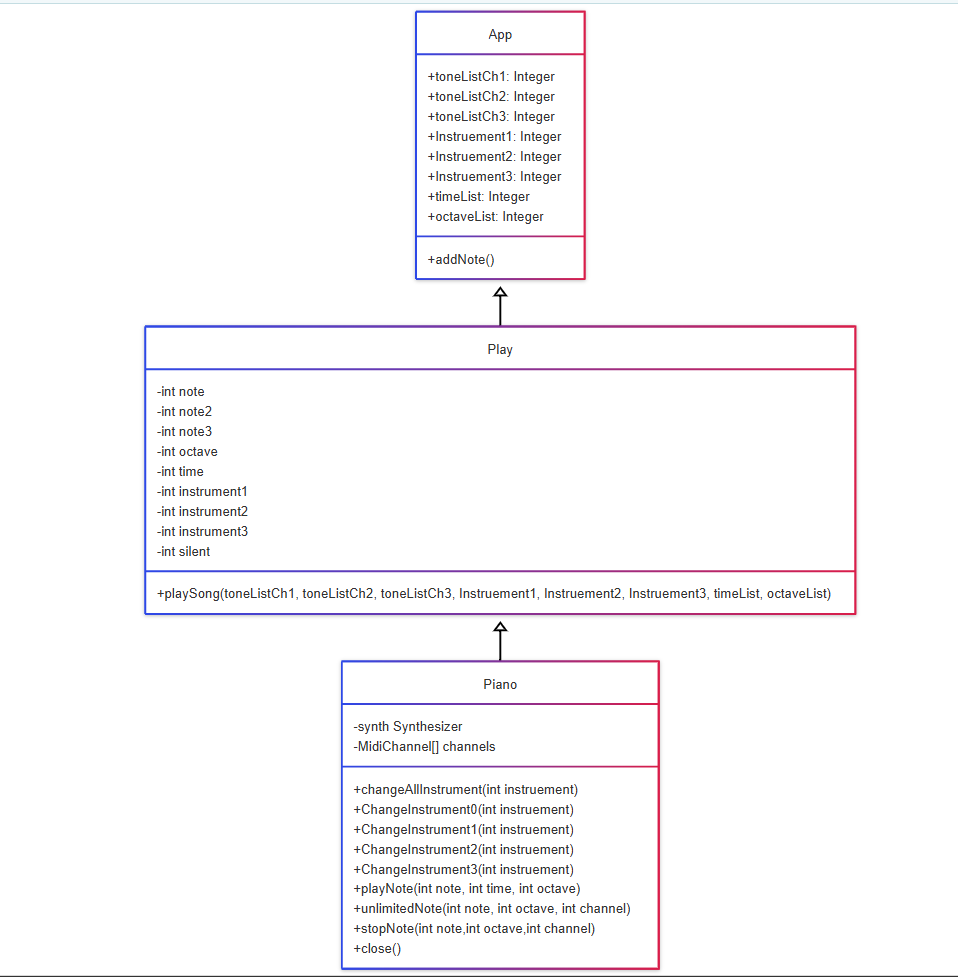 App
+toneListCh1: Integer
+toneListCh2: Integer
+toneListCh3: Integer
+Instruement1: Integer
+Instruement2: Integer
+Instruement3: Integer
+timeList: Integer
+octaveList: Integer
+addNote()
Play
-int note
-int note2
-int note3
-int octave
-int time
-int instrument1
-int instrument2
-int instrument3
-int silent
+playSong(toneListCh1, toneListCh2, toneListCh3, Instruement1, Instruement2, Instruement3, timeList, octaveList)
Piano
-synth Synthesizer
-MidiChannel[] channels
+changeAllInstrument(int instruement)
+ChangeInstrument0(int instruement)
+ChangeInstrument1(int instruement)
+ChangeInstrument2(int instruement)
+ChangeInstrument3(int instruement)
+playNote(int note, int time, int octave)
+unlimitedNote(int note, int octave, int channel)
+stopNote(int note,int octave,int channel)
+close()